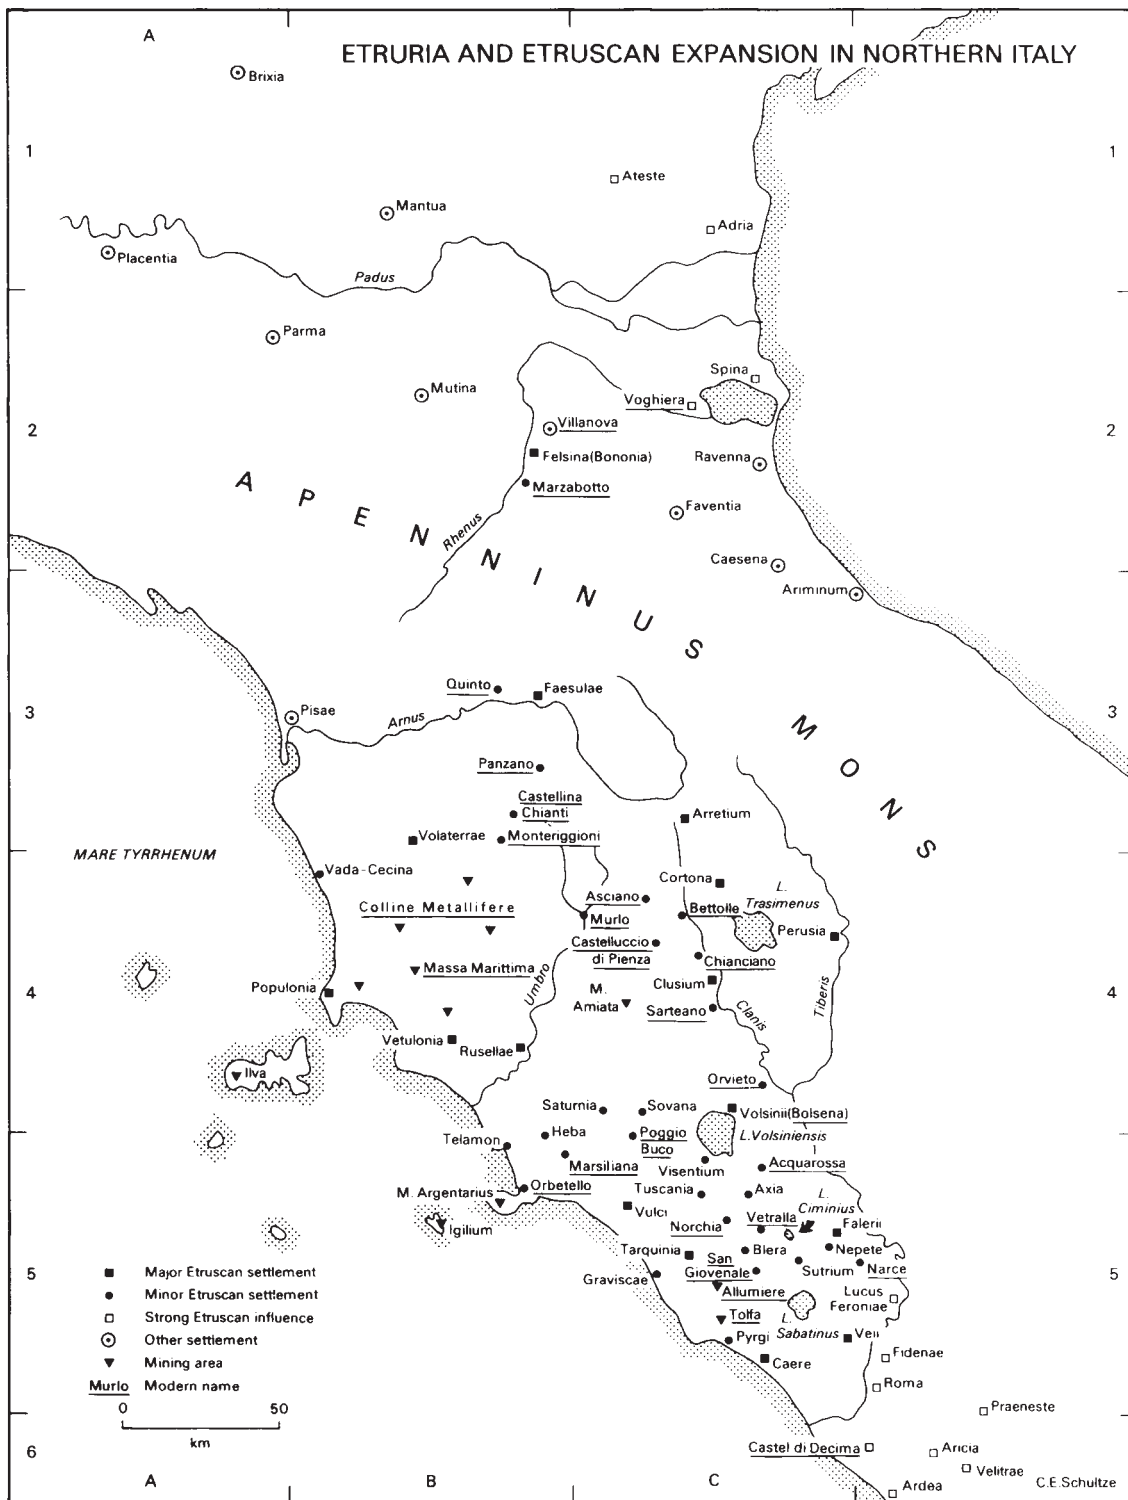 A
ETRURIA AND ETRUSCAN EXPANSION IN NORTHERN ITALY
Brixia
1
1
Ateste
Mantua
Adria
Placentia
Padus
Parma
Spina
Mutina
Voghiera
Villanova
2
2
Felsina (Bononia)
Ravenna
Marzabotto
APENNINUS MONS
Faventia
Rhenus
Caesena
Ariminum
Quinto
Faesulae
3
Pisae
Arnus
3
Panzano
Castellina
Chianti
Arretium
Volaterrae
Monteriggioni
MARE TYRRHENUM
Vada-Cecina
Cortona
L.
Trasimenus
Asciano
Colline Metallifere
Bettolle
Murlo
Perusia
Castelluccio
di Pienza
Chianciano
Massa Marittima
Umbro
Populonia
M.
Amiata
Clusium
4
4
Sarteano
Clanis
Tiberis
Vetulonia
Rusellae
Ilva
Orvieto
Saturnia
Sovana
Volsinii (Bolsena)
Telamon
Heba
Poggio
Buco
L. Volsiniensis
Marsiliana
Visentium
Acquarossa
M. Argentarius
Orbetello
Tuscania
Axia
L.
Ciminius
Igilium
Vulci
Norchia
Vetralla
Falerii
Tarquinia
San
Giovenale
Blera
Nepete
5
Graviscae
Sutrium
Narce
5
Allumiere
Lucus
Feroniae
Tolfa
L.
Sabatinus
Veii
Pyrgi
Fidenae
Caere
Roma
Praeneste
Castel di Decima
Aricia
Velitrae
Ardea
Major Etruscan settlement
Minor Etruscan settlement
Strong Etruscan influence
Other settlement
Mining area
Murlo Modern name
0 50
km
6
A
B
C
C.E.Schultze